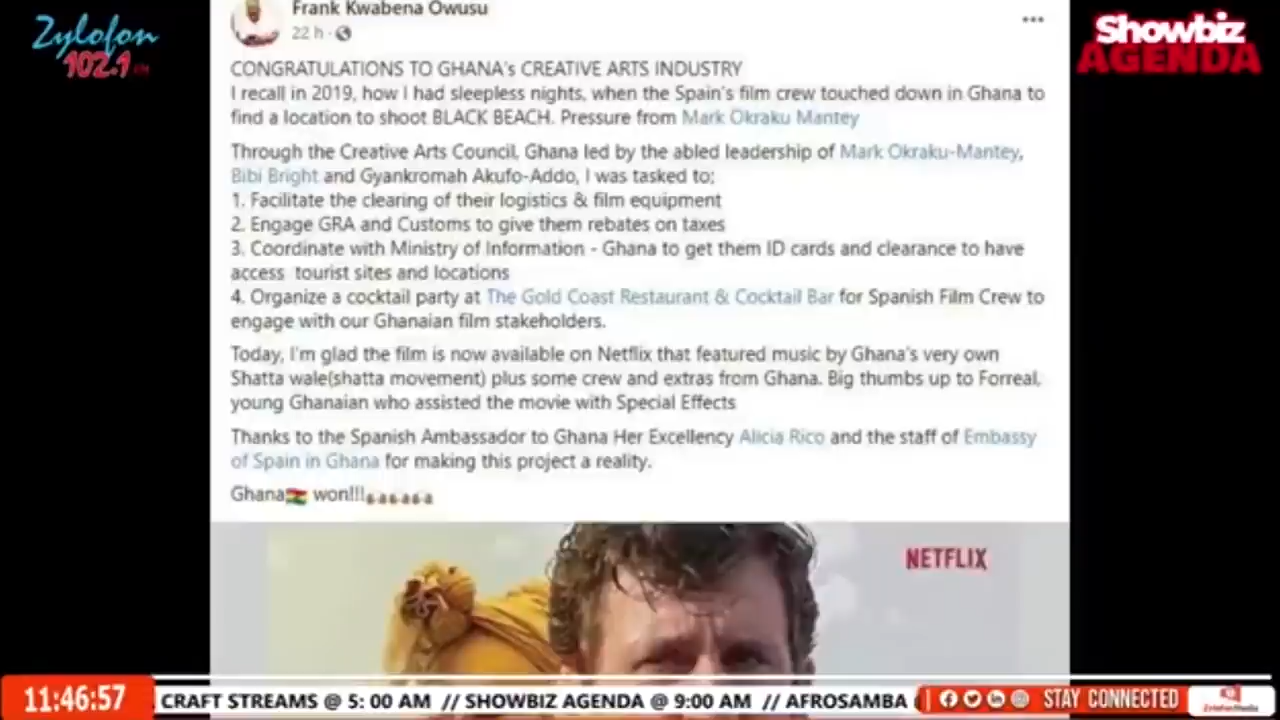 Zylofon
102.1 FM
Showbiz
AGENDA
Frank Kwabena Owusu
22 h ·
CONGRATULATIONS TO GHANA's CREATIVE ARTS INDUSTRY
I recall in 2019, how I had sleepless nights, when the Spain's film crew touched down in Ghana to
find a location to shoot BLACK BEACH. Pressure from Mark Okraku Mantey
Through the Creative Arts Council, Ghana led by the abled leadership of Mark Okraku-Mantey,
Bibi Bright and Gyankromah Akufo-Addo, I was tasked to;
1. Facilitate the clearing of their logistics & film equipment
2. Engage GRA and Customs to give them rebates on taxes
3. Coordinate with Ministry of Information - Ghana to get them ID cards and clearance to have
access tourist sites and locations
4. Organize a cocktail party at The Gold Coast Restaurant & Cocktail Bar for Spanish Film Crew to
engage with our Ghanaian film stakeholders.
Today, I'm glad the film is now available on Netflix that featured music by Ghana's very own
Shatta wale(shatta movement) plus some crew and extras from Ghana. Big thumbs up to Forreal,
young Ghanaian who assisted the movie with Special Effects
Thanks to the Spanish Ambassador to Ghana Her Excellency Alicia Rico and the staff of Embassy
of Spain in Ghana for making this project a reality.
Ghana🇬🇭 won!!!
NETFLIX
11:46:57
CRAFT STREAMS @ 5: 00 AM // SHOWBIZ AGENDA @ 9:00 AM // AFROSAMBA
STAY CONNECTED